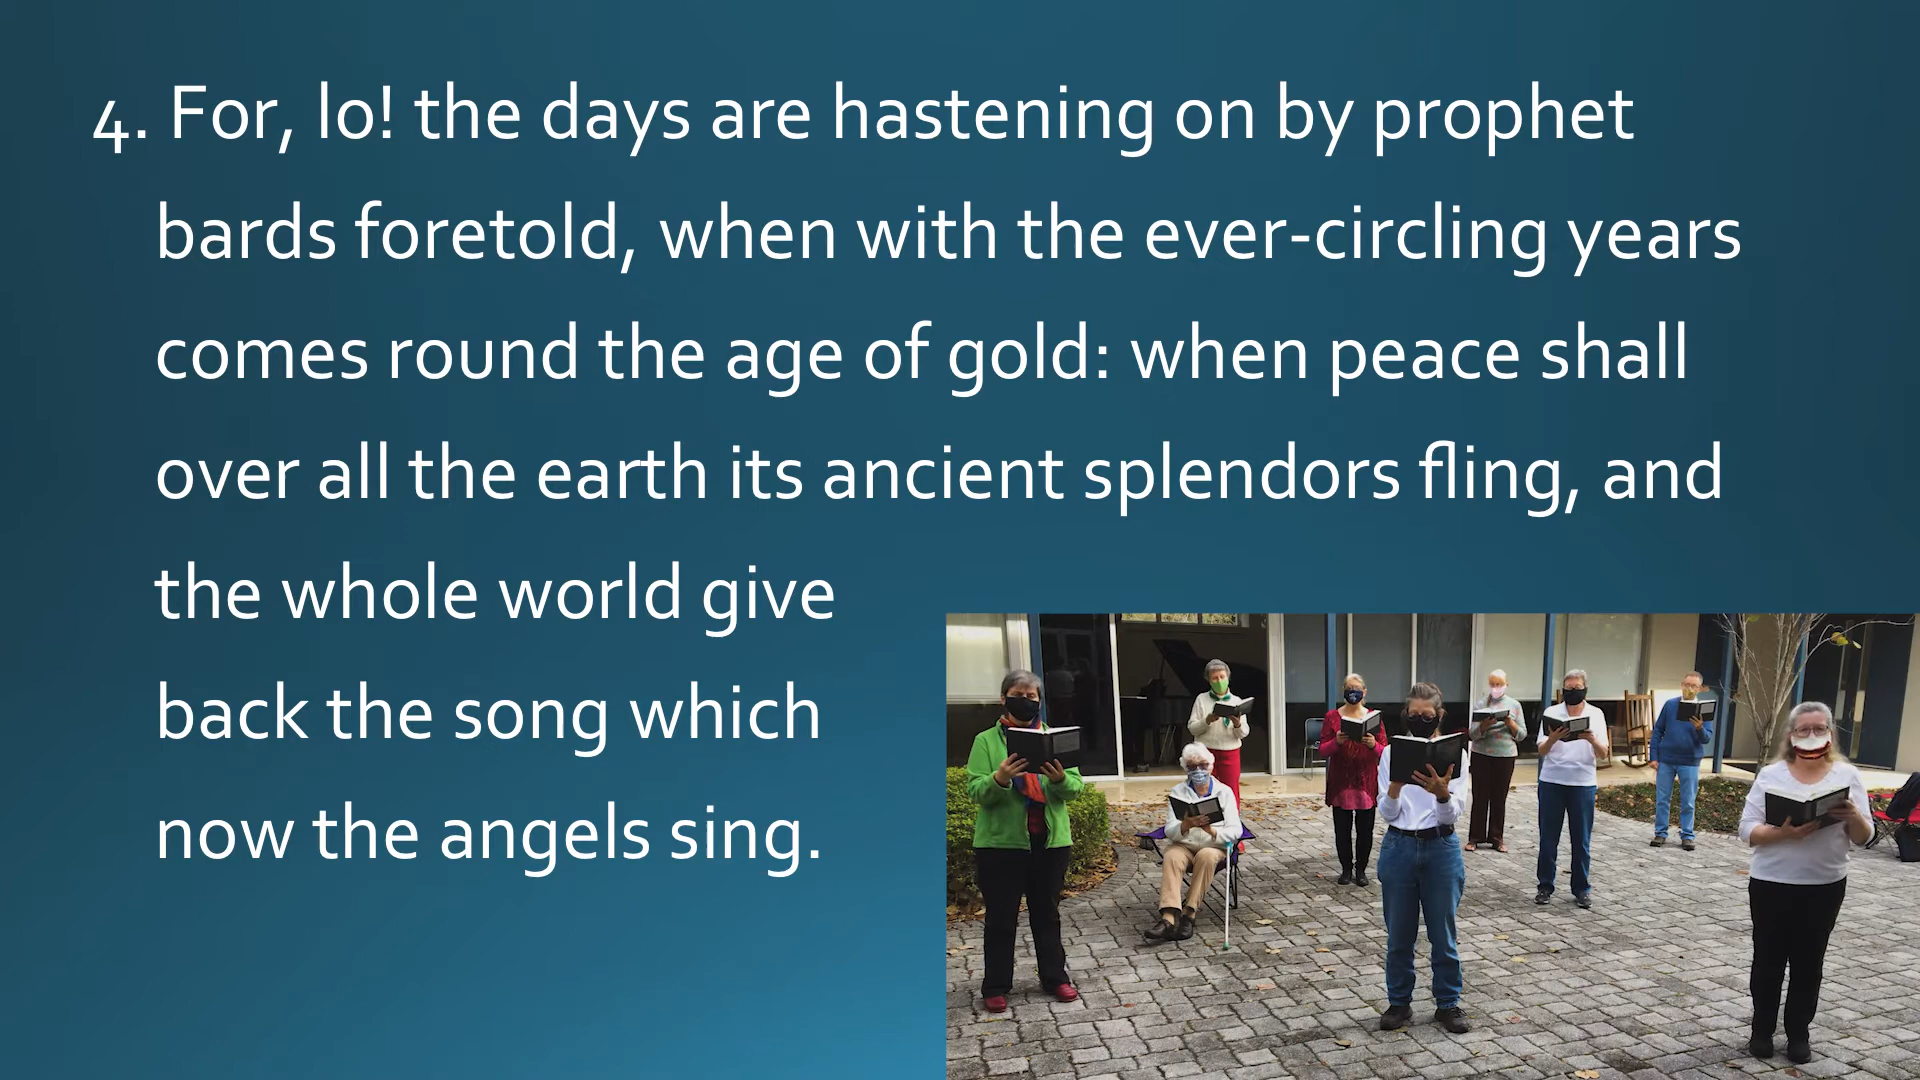 4. For, lo! the days are hastening on by prophet
bards foretold, when with the ever-circling years
comes round the age of gold: when peace shall
over all the earth its ancient splendors fling, and
the whole world give
back the song which
now the angels sing.